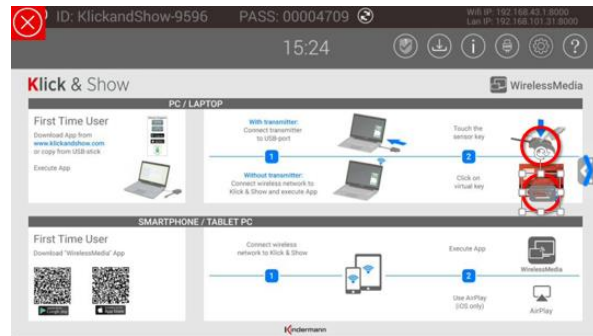 ID: KlickandShow-9596 PASS: 00004709
Wifi IP: 192.168.43.1:8000
Lan IP: 192.168.101.31:8000
15:24
Klick & Show
WirelessMedia
PC / LAPTOP
First Time User
Download App from
www.klickandshow.com
or copy from USB-stick
Execute App
With transmitter:
Connect transmitter
to USB-port
1
Without transmitter:
Connect wireless network to
Klick & Show and execute App
Touch the
sensor key
2
Click on
virtual key
SMARTPHONE / TABLET PC
First Time User
Download "WirelessMedia" App
Google play
App Store
Connect wireless
network to Klick & Show
1
Execute App
2
Use AirPlay
(iOS only)
WirelessMedia
AirPlay
Kindermann